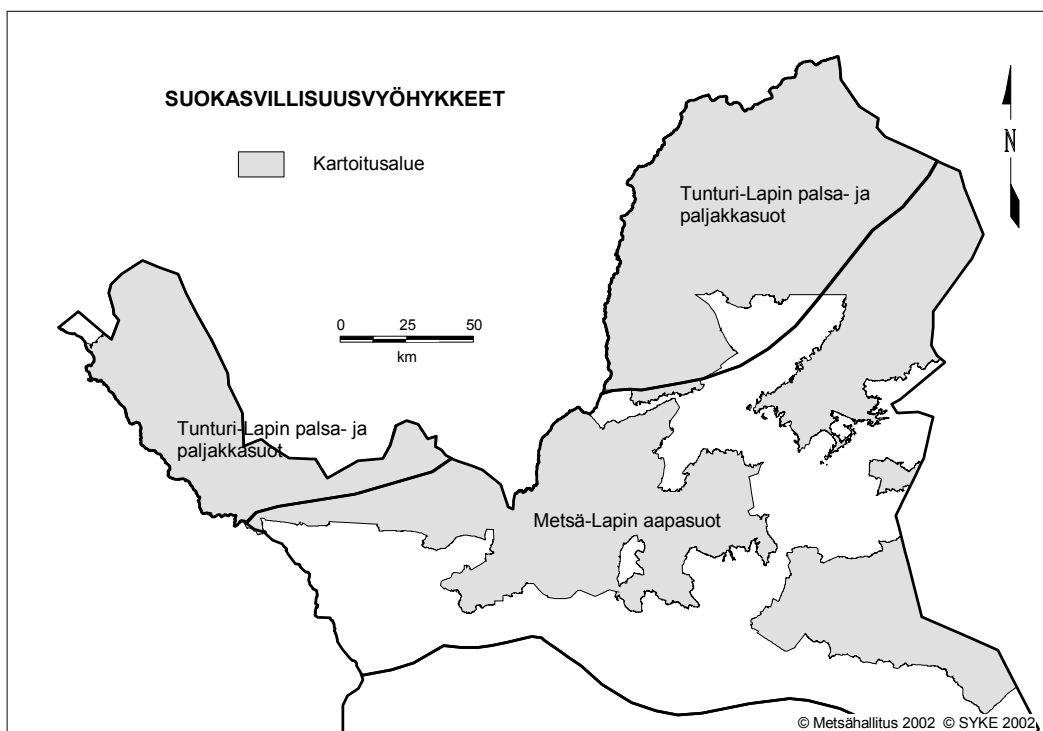 SUOKASVILLISUUSVYÖHYKKEET
Kartoitusalue
N
Tunturi-Lapin palsa- ja
paljakkasuot
0 25 50
km
Tunturi-Lapin palsa- ja
paljakkasuot
Metsä-Lapin aapasuot
© Metsähallitus 2002 © SYKE 2002